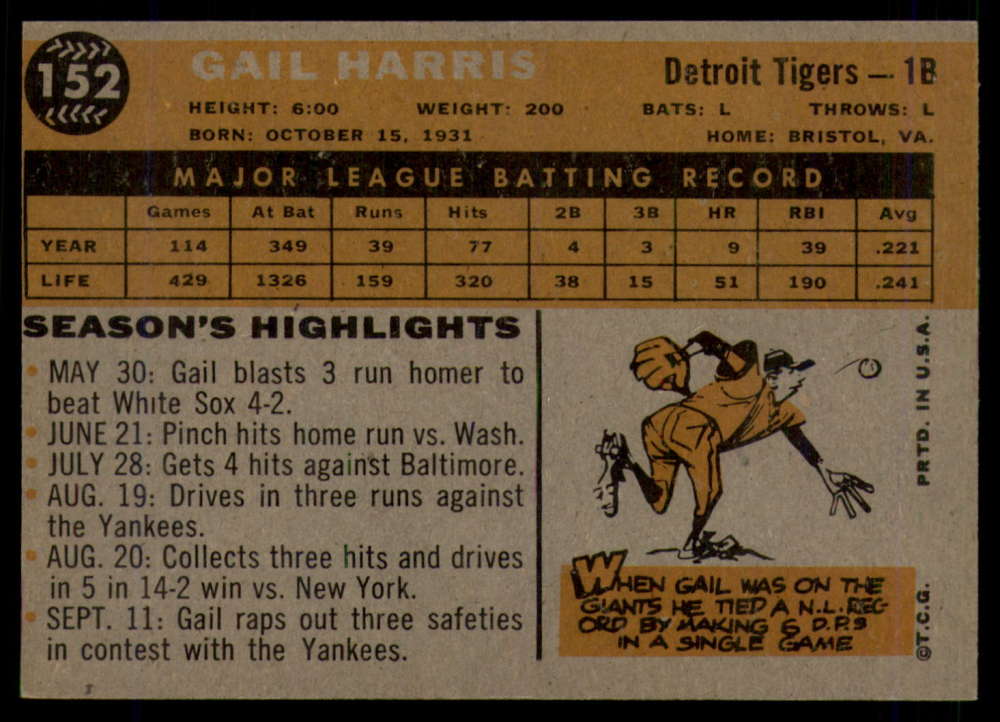 152
GAIL HARRIS
Detroit Tigers — 1B
HEIGHT: 6:00 WEIGHT: 200 BATS: L THROWS: L
BORN: OCTOBER 15, 1931 HOME: BRISTOL, VA.
MAJOR LEAGUE BATTING RECORD
Games At Bat Runs Hits 2B 3B HR RBI Avg
YEAR 114 349 39 77 4 3 9 39 .221
LIFE 429 1326 159 320 38 15 51 190 .241
SEASON'S HIGHLIGHTS
• MAY 30: Gail blasts 3 run homer to
beat White Sox 4-2.
• JUNE 21: Pinch hits home run vs. Wash.
• JULY 28: Gets 4 hits against Baltimore.
• AUG. 19: Drives in three runs against
the Yankees.
• AUG. 20: Collects three hits and drives
in 5 in 14-2 win vs. New York.
• SEPT. 11: Gail raps out three safeties
in contest with the Yankees.
WHEN GAIL WAS ON THE
GIANTS HE TIED A N.L. REC-
ORD BY MAKING 6 D.P.S
IN A SINGLE GAME
©T.C.G. PRTD. IN U.S.A.